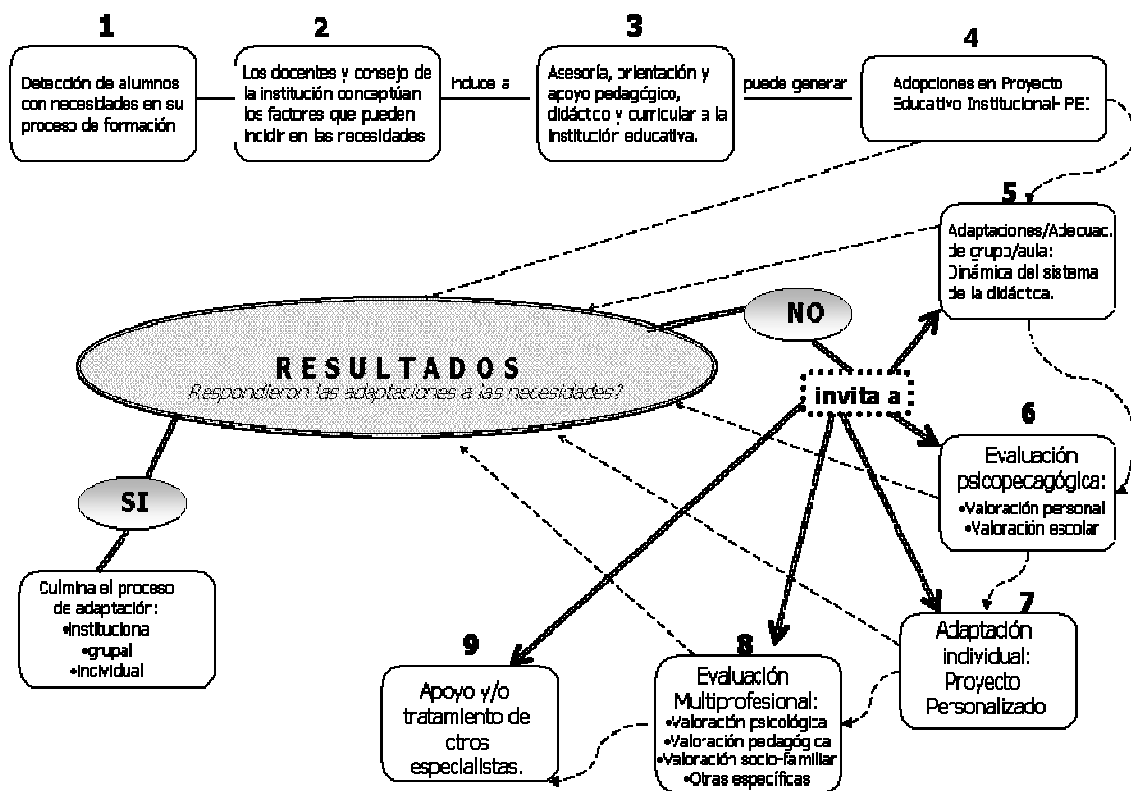 1
Detección de alumnos
con necesidades en su
proceso de formación
2
Los docentes y consejo de
la institución conceptúan
los factores que pueden
incidir en las necesidades
induce a
3
Asesoría, orientación y
apoyo pedagógico,
didáctco y curricular a la
institución educativa.
puede generar
4
Adopciones en Proyecto
Educativo Institucional- PEI
5
Adaptaciones/Adecuac.
de grupo/aula:
Dinámica del sistema
de la didáctca.
NO
RESULTADOS
Respondieron las adaptaciones a las necesidades?
invita a
6
Evaluación
psicopedagógica:
•Valoración personal
•Valoración escolar
SI
Culmina el proceso
de adaptación:
•instituciona
•grupal
•individual
7
Adaptación
individual:
Proyecto
Personalizado
8
Evaluación
Multiprofesional:
•Valoración psicológica
•Valoración pedagógica
•Valoración socio-familiar
•Otras específicas
9
Apoyo y/o
tratamiento de
otros
especialistas.